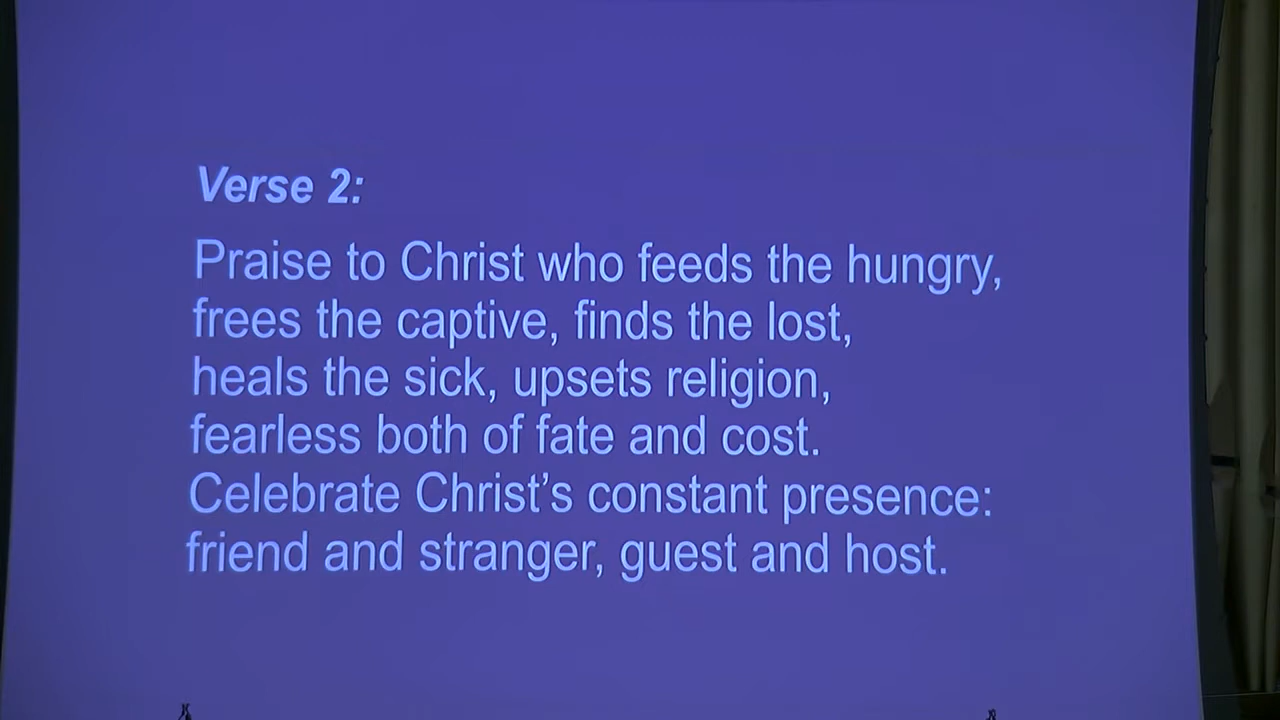 Verse 2:
Praise to Christ who feeds the hungry,
frees the captive, finds the lost,
heals the sick, upsets religion,
fearless both of fate and cost.
Celebrate Christ’s constant presence:
friend and stranger, guest and host.